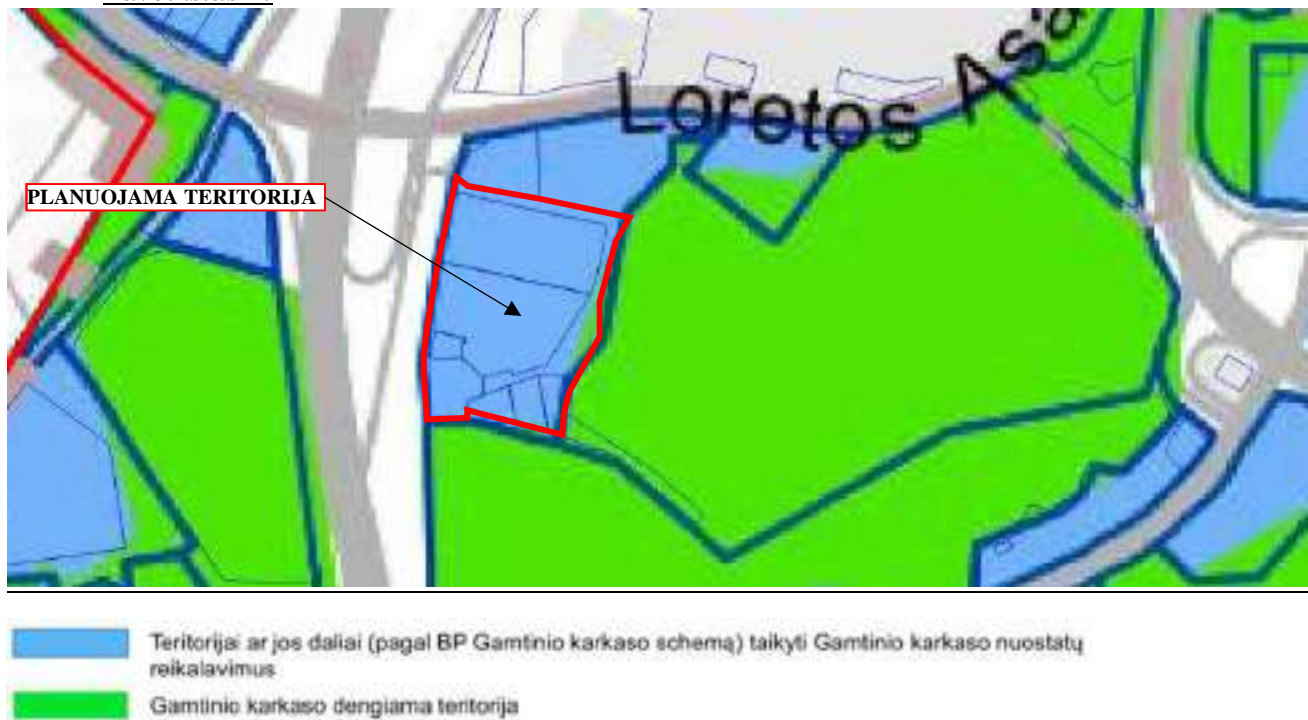 Loretos Asa
PLANUOJAMA TERITORIJA
Teritorijai ar jos daliai (pagal BP Gamtinio karkaso schemą) taikyti Gamtinio karkaso nuostatų
reikalavimus
Gamtinio karkaso dengiama teritorija